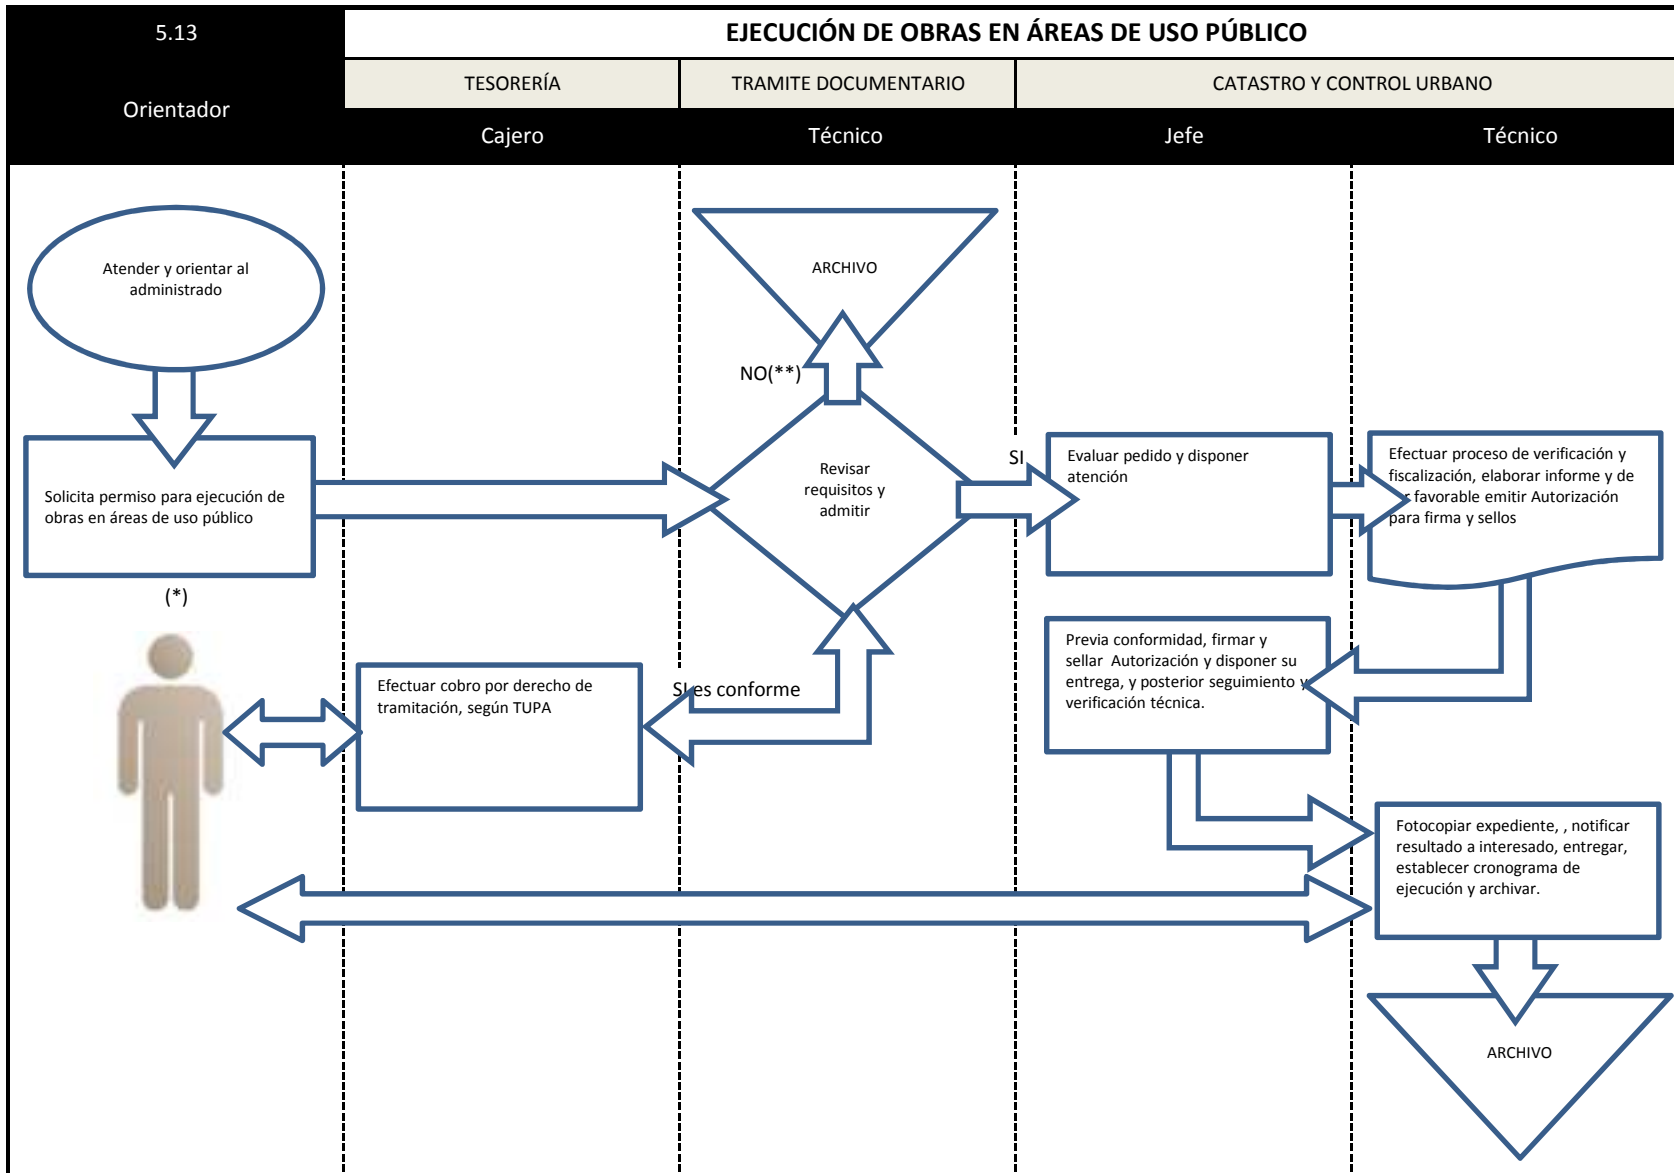 5.13
EJECUCIÓN DE OBRAS EN ÁREAS DE USO PÚBLICO
Orientador
TESORERÍA
TRAMITE DOCUMENTARIO
CATASTRO Y CONTROL URBANO
Cajero
Técnico
Jefe
Técnico
Atender y orientar al
administrado
ARCHIVO
NO(**)
Solicita permiso para ejecución de
obras en áreas de uso público
(*)
Revisar
requisitos y
admitir
SI
Evaluar pedido y disponer
atención
Efectuar proceso de verificación y
fiscalización, elaborar informe y de
favorable emitir Autorización
para firma y sellos
Efectuar cobro por derecho de
tramitación, según TUPA
SI es conforme
Previa conformidad, firmar y
sellar Autorización y disponer su
entrega, y posterior seguimiento y
verificación técnica.
Fotocopiar expediente, , notificar
resultado a interesado, entregar,
establecer cronograma de
ejecución y archivar.
ARCHIVO